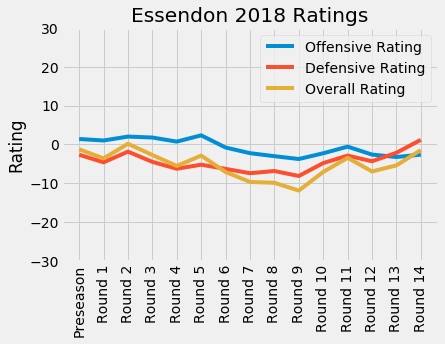 Essendon 2018 Ratings
Offensive Rating
Defensive Rating
Overall Rating
Rating
30
20
10
0
−10
−20
−30
Preseason
Round 1
Round 2
Round 3
Round 4
Round 5
Round 6
Round 7
Round 8
Round 9
Round 10
Round 11
Round 12
Round 13
Round 14